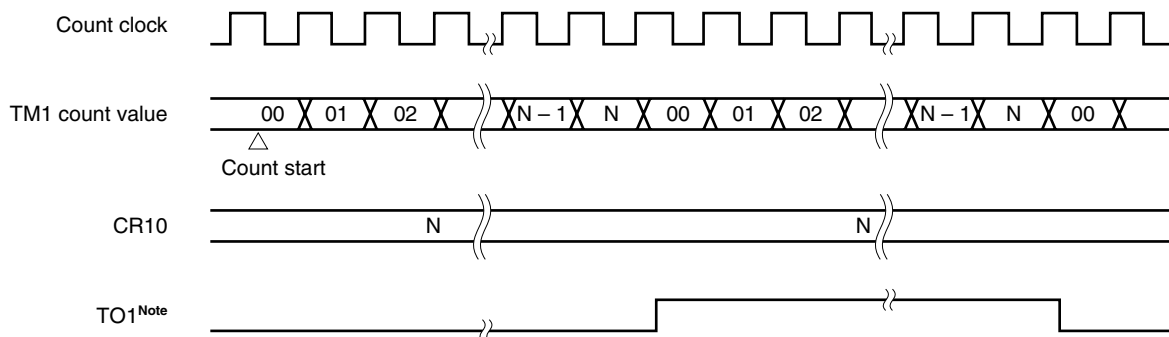 Count clock
TM1 count value 00 01 02 N – 1 N 00 01 02 N – 1 N 00
Count start
CR10 N N
TO1Note